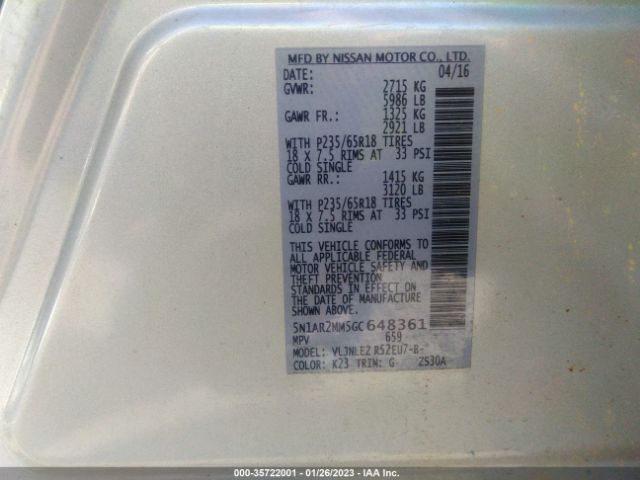 MFD BY NISSAN MOTOR CO., LTD.
DATE: 04/16
GVWR: 2715 KG
5986 LB
GAWR FR.: 1325 KG
2921 LB
WITH P235/65R18 TIRES
18 X 7.5 RIMS AT 33 PSI
COLD SINGLE
GAWR RR.: 1415 KG
3120 LB
WITH P235/65R18 TIRES
18 X 7.5 RIMS AT 33 PSI
COLD SINGLE
THIS VEHICLE CONFORMS TO
ALL APPLICABLE FEDERAL
MOTOR VEHICLE SAFETY AND
THEFT PREVENTION
STANDARDS IN EFFECT ON
THE DATE OF MANUFACTURE
SHOWN ABOVE.
5N1AR2MM5GC648361
MPV 659
MODEL: VLJNLE2 R52EU7-B-
COLOR: K23 TRIM: G 2S30A
000-35722001 | 01/26/2023 - IAA Inc.